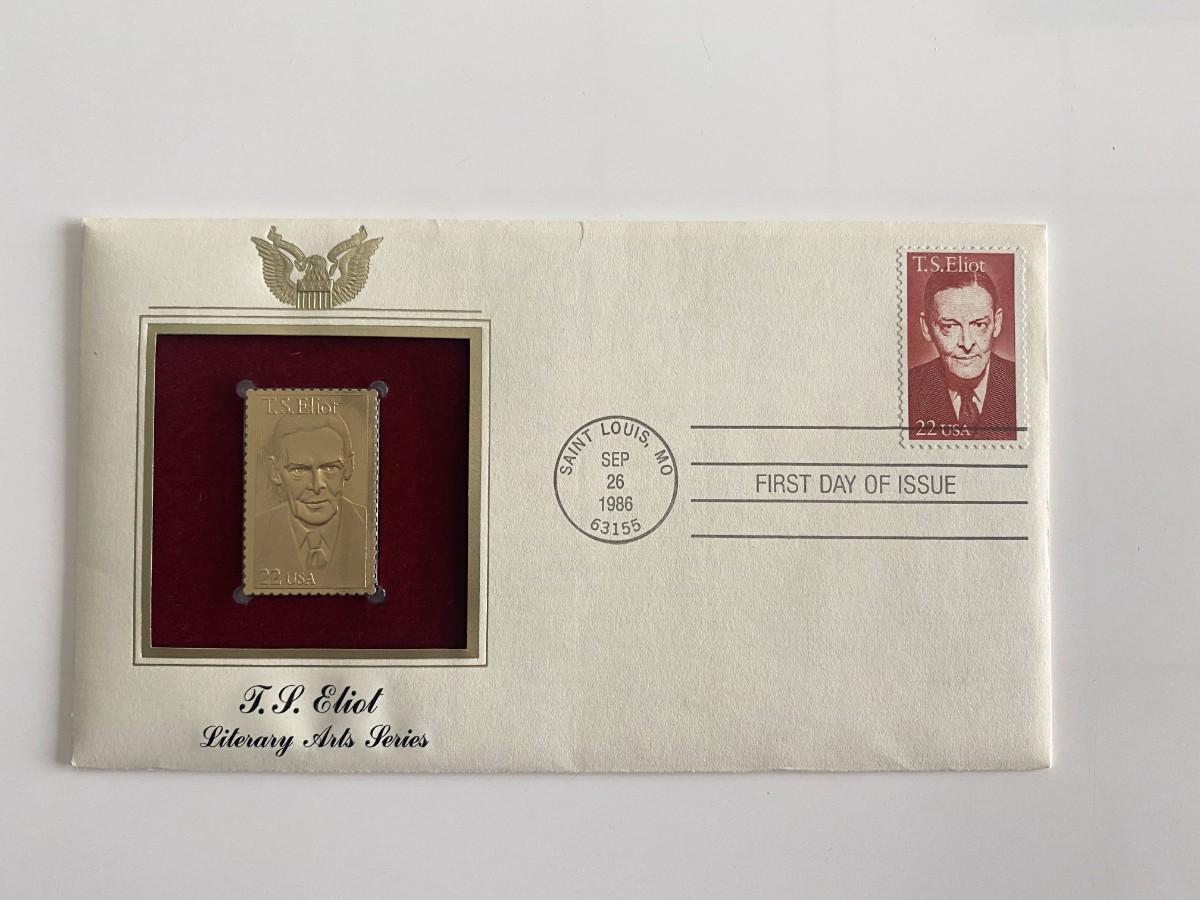 T.S.Eliot
22 USA
T.S. Eliot
Literary Arts Series
SAINT LOUIS, MO
SEP
26
1986
63155
FIRST DAY OF ISSUE
T.S.Eliot
22 USA